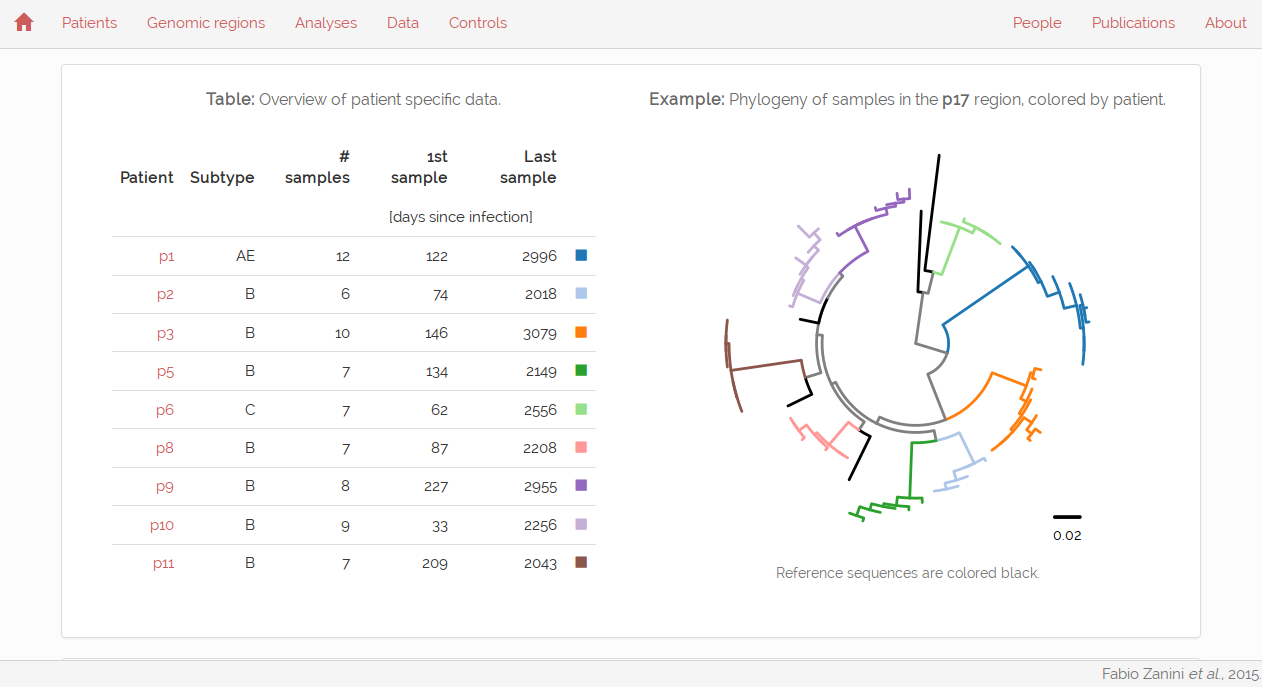 Patients Genomic regions Analyses Data Controls People Publications About
Table: Overview of patient specific data.
Example: Phylogeny of samples in the p17 region, colored by patient.
# 1st Last
Patient Subtype samples sample sample
[days since infection]
p1 AE 12 122 2996
p2 B 6 74 2018
p3 B 10 146 3079
p5 B 7 134 2149
p6 C 7 62 2556
p8 B 7 87 2208
p9 B 8 227 2955
p10 B 9 33 2256
p11 B 7 209 2043
0.02
Reference sequences are colored black.
Fabio Zanini et al., 2015.